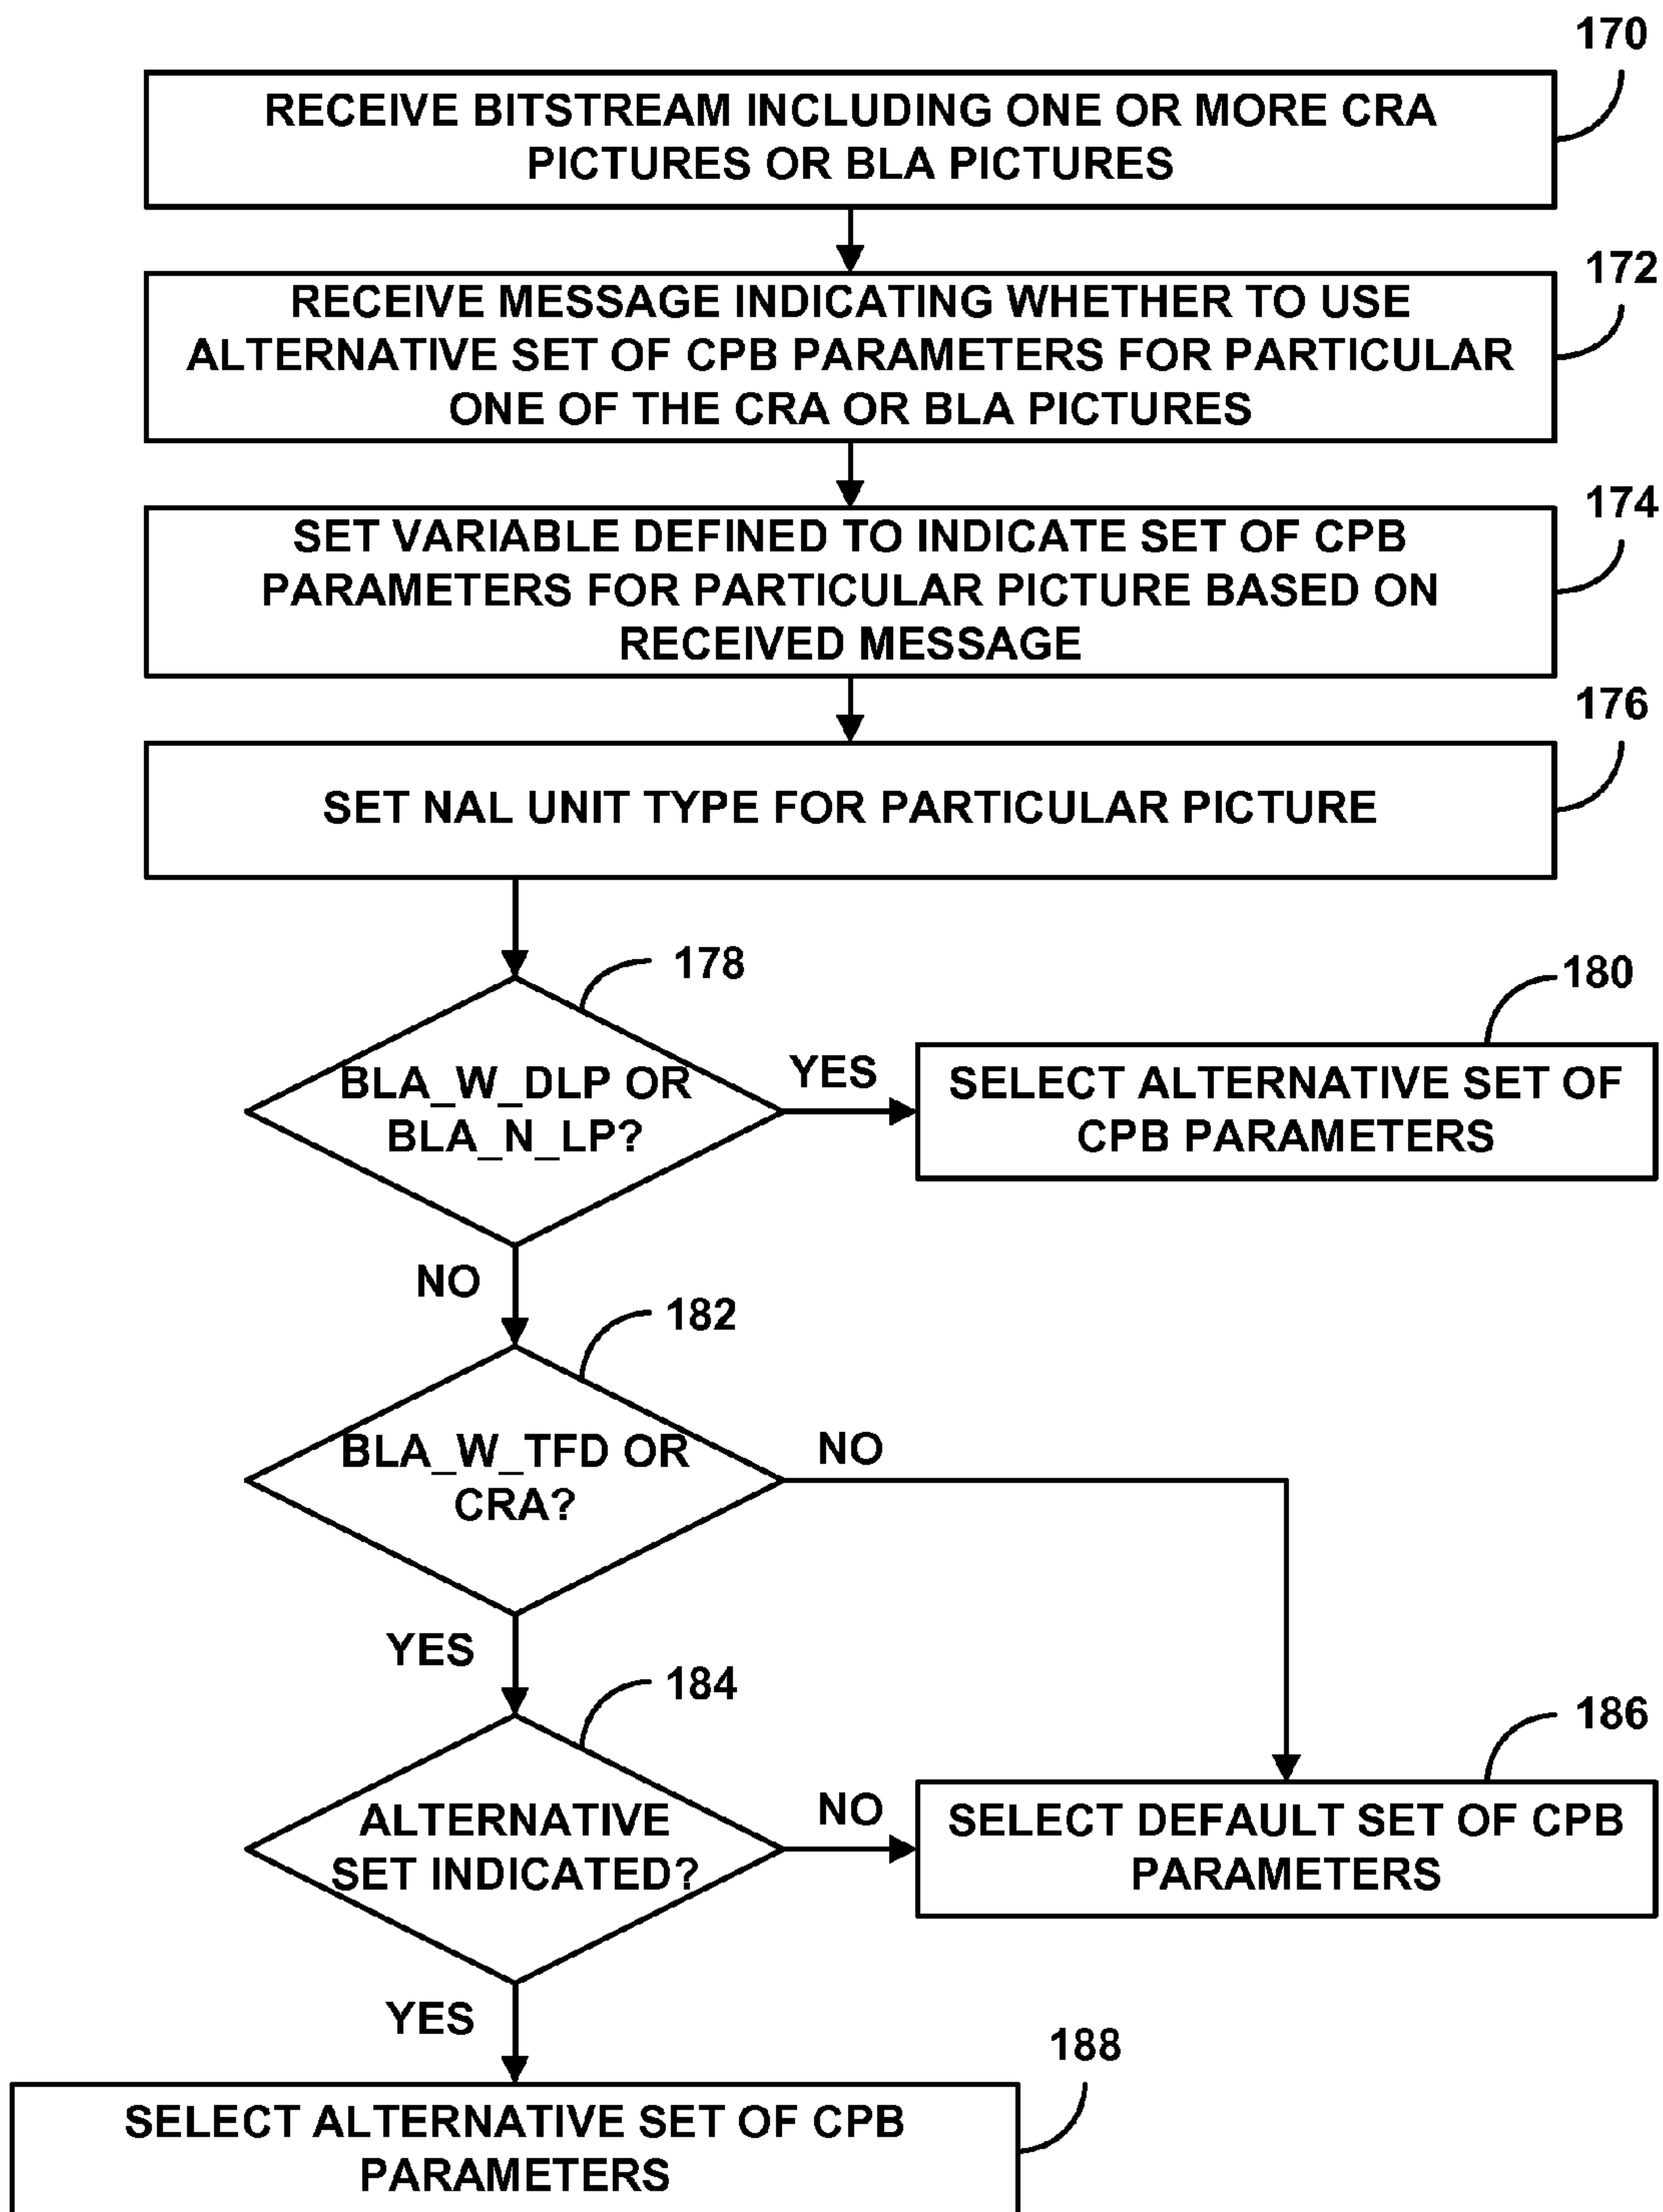 170
RECEIVE BITSTREAM INCLUDING ONE OR MORE CRA
PICTURES OR BLA PICTURES
172
RECEIVE MESSAGE INDICATING WHETHER TO USE
ALTERNATIVE SET OF CPB PARAMETERS FOR PARTICULAR
ONE OF THE CRA OR BLA PICTURES
174
SET VARIABLE DEFINED TO INDICATE SET OF CPB
PARAMETERS FOR PARTICULAR PICTURE BASED ON
RECEIVED MESSAGE
176
SET NAL UNIT TYPE FOR PARTICULAR PICTURE
178
BLA_W_DLP OR
BLA_N_LP?
YES
180
SELECT ALTERNATIVE SET OF
CPB PARAMETERS
NO
182
BLA_W_TFD OR
CRA?
NO
YES
184
ALTERNATIVE
SET INDICATED?
NO
186
SELECT DEFAULT SET OF CPB
PARAMETERS
YES
188
SELECT ALTERNATIVE SET OF CPB
PARAMETERS